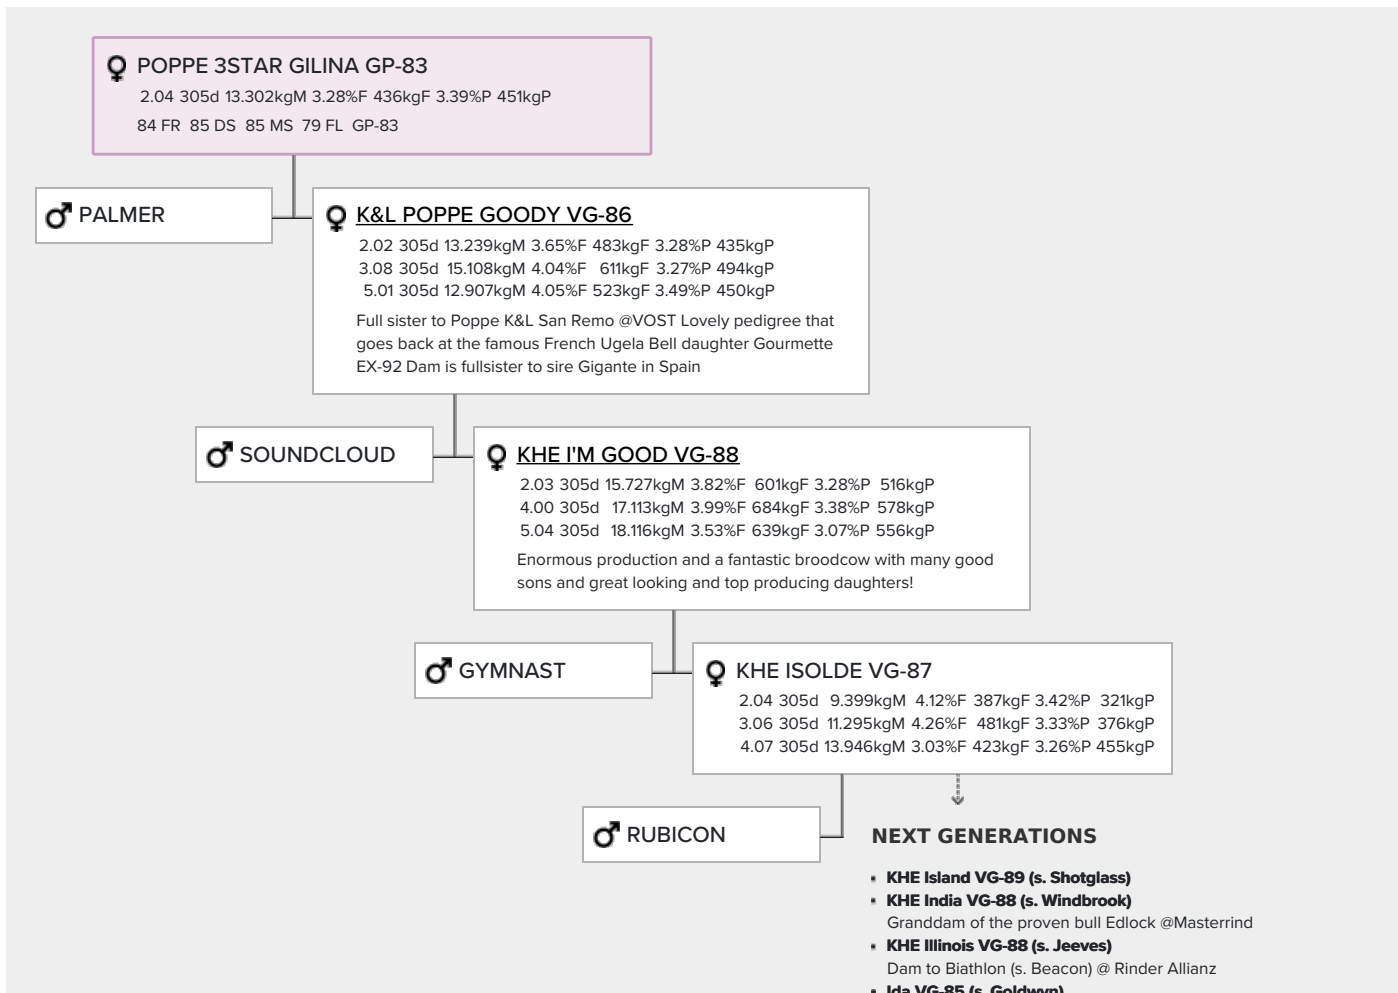 POPPE 3STAR GILINA GP-83
2.04 305d 13.302kgM 3.28%F 436kgF 3.39%P 451kgP
84 FR 85 DS 85 MS 79 FL GP-83
PALMER
K&L POPPE GOODY VG-86
2.02 305d 13.239kgM 3.65%F 483kgF 3.28%P 435kgP
3.08 305d 15.108kgM 4.04%F 611kgF 3.27%P 494kgP
5.01 305d 12.907kgM 4.05%F 523kgF 3.49%P 450kgP
Full sister to Poppe K&L San Remo @VOST Lovely pedigree that
goes back at the famous French Ugela Bell daughter Gourmette
EX-92 Dam is fullsister to sire Gigante in Spain
SOUNDCLOUD
KHE I'M GOOD VG-88
2.03 305d 15.727kgM 3.82%F 601kgF 3.28%P 516kgP
4.00 305d 17.113kgM 3.99%F 684kgF 3.38%P 578kgP
5.04 305d 18.116kgM 3.53%F 639kgF 3.07%P 556kgP
Enormous production and a fantastic broodcow with many good
sons and great looking and top producing daughters!
GYMNAST
KHE ISOLDE VG-87
2.04 305d 9.399kgM 4.12%F 387kgF 3.42%P 321kgP
3.06 305d 11.295kgM 4.26%F 481kgF 3.33%P 376kgP
4.07 305d 13.946kgM 3.03%F 423kgF 3.26%P 455kgP
RUBICON
NEXT GENERATIONS
KHE Island VG-89 (s. Shotglass)
KHE India VG-88 (s. Windbrook)
Granddam of the proven bull Edlock @Masterrind
KHE Illinois VG-88 (s. Jeeves)
Dam to Biathlon (s. Beacon) @ Rinder Allianz
Ida VG-85 (s. Goldwyn)